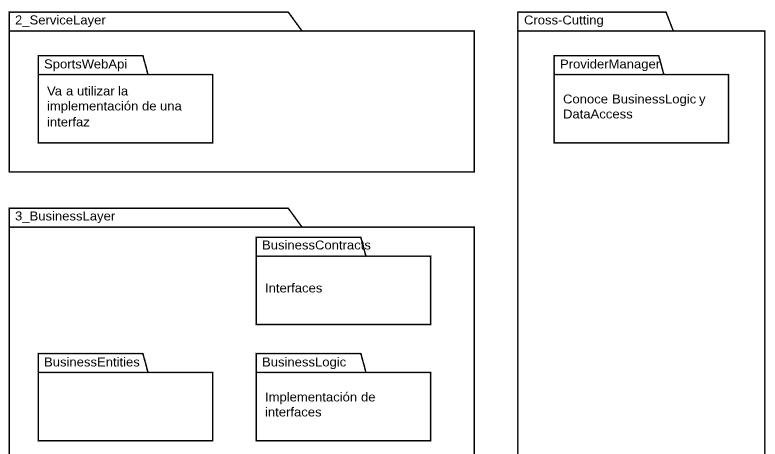 2_ServiceLayer
SportsWebApi
Va a utilizar la
implementación de una
interfaz
Cross-Cutting
ProviderManager
Conoce BusinessLogic y
DataAccess
3_BusinessLayer
BusinessContracts
Interfaces
BusinessEntities
BusinessLogic
Implementación de
interfaces